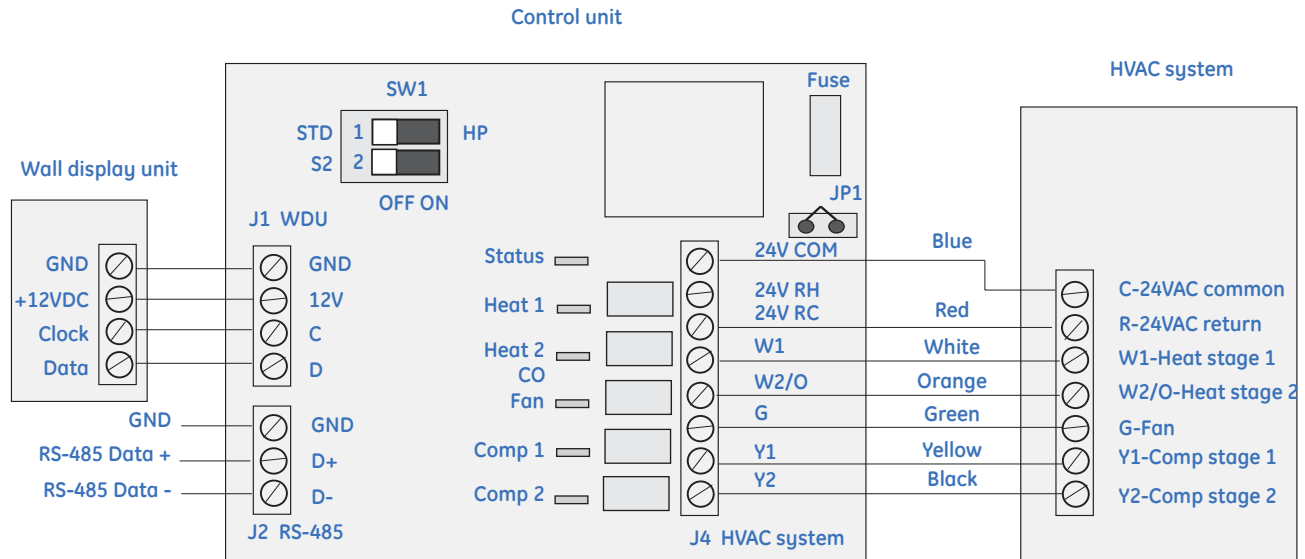 Control unit
HVAC system
Wall display unit
GND
+12VDC
Clock
Data
GND
RS-485 Data +
RS-485 Data -
SW1
STD 1 HP
S2 2
OFF ON
Fuse
JP1
J1 WDU
GND
12V
C
D
GND
D+
D-
J2 RS-485
Status
Heat 1
Heat 2
CO
Fan
Comp 1
Comp 2
24V COM
24V RH
24V RC
W1
W2/O
G
Y1
Y2
J4 HVAC system
Blue
Red
White
Orange
Green
Yellow
Black
C-24VAC common
R-24VAC return
W1-Heat stage 1
W2/O-Heat stage 2
G-Fan
Y1-Comp stage 1
Y2-Comp stage 2